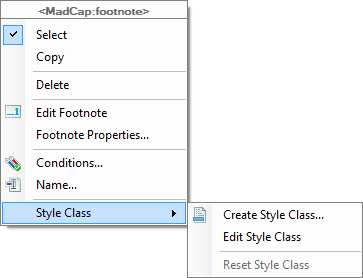 <MadCap:footnote>
Select
Copy
Delete
Edit Footnote
Footnote Properties...
Conditions...
Name...
Style Class
Create Style Class...
Edit Style Class
Reset Style Class